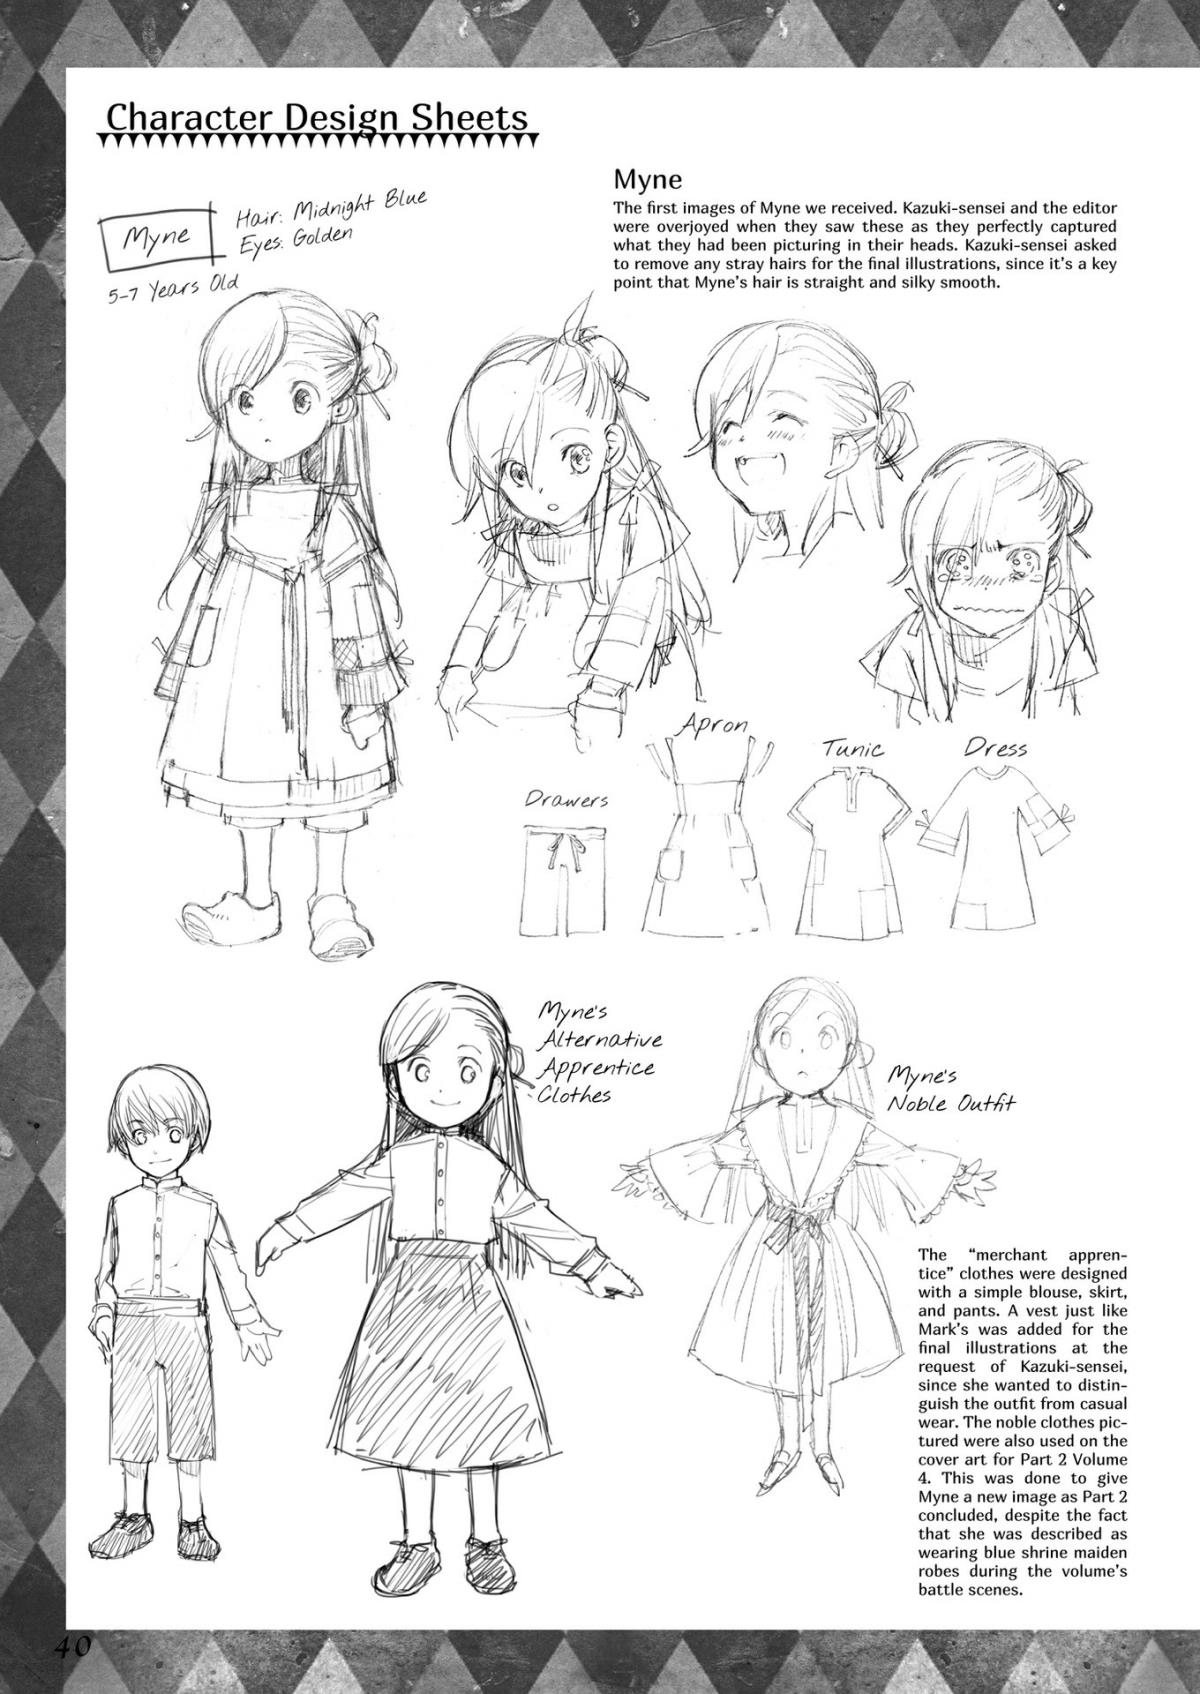 Character Design Sheets
Myne
Hair: Midnight Blue
Eyes: Golden
5-7 Years Old
Myne
The first images of Myne we received. Kazuki-sensei and the editor
were overjoyed when they saw these as they perfectly captured
what they had been picturing in their heads. Kazuki-sensei asked
to remove any stray hairs for the final illustrations, since it's a key
point that Myne's hair is straight and silky smooth.
Drawers
Apron
Tunic
Dress
Myne's
Alternative
Apprentice
Clothes
Myne's
Noble Outfit
The “merchant appren-
tice” clothes were designed
with a simple blouse, skirt,
and pants. A vest just like
Mark's was added for the
final illustrations at the
request of Kazuki-sensei,
since she wanted to distin-
guish the outfit from casual
wear. The noble clothes pic-
tured were also used on the
cover art for Part 2 Volume
4. This was done to give
Myne a new image as Part 2
concluded, despite the fact
that she was described as
wearing blue shrine maiden
robes during the volume's
battle scenes.
40